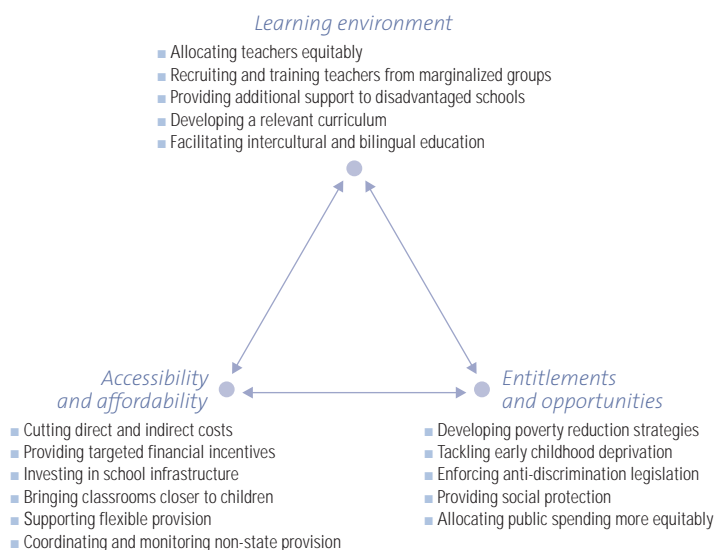 Learning environment
■ Allocating teachers equitably
■ Recruiting and training teachers from marginalized groups
■ Providing additional support to disadvantaged schools
■ Developing a relevant curriculum
■ Facilitating intercultural and bilingual education
Accessibility
and affordability
■ Cutting direct and indirect costs
■ Providing targeted financial incentives
■ Investing in school infrastructure
■ Bringing classrooms closer to children
■ Supporting flexible provision
■ Coordinating and monitoring non-state provision
Entitlements
and opportunities
■ Developing poverty reduction strategies
■ Tackling early childhood deprivation
■ Enforcing anti-discrimination legislation
■ Providing social protection
■ Allocating public spending more equitably